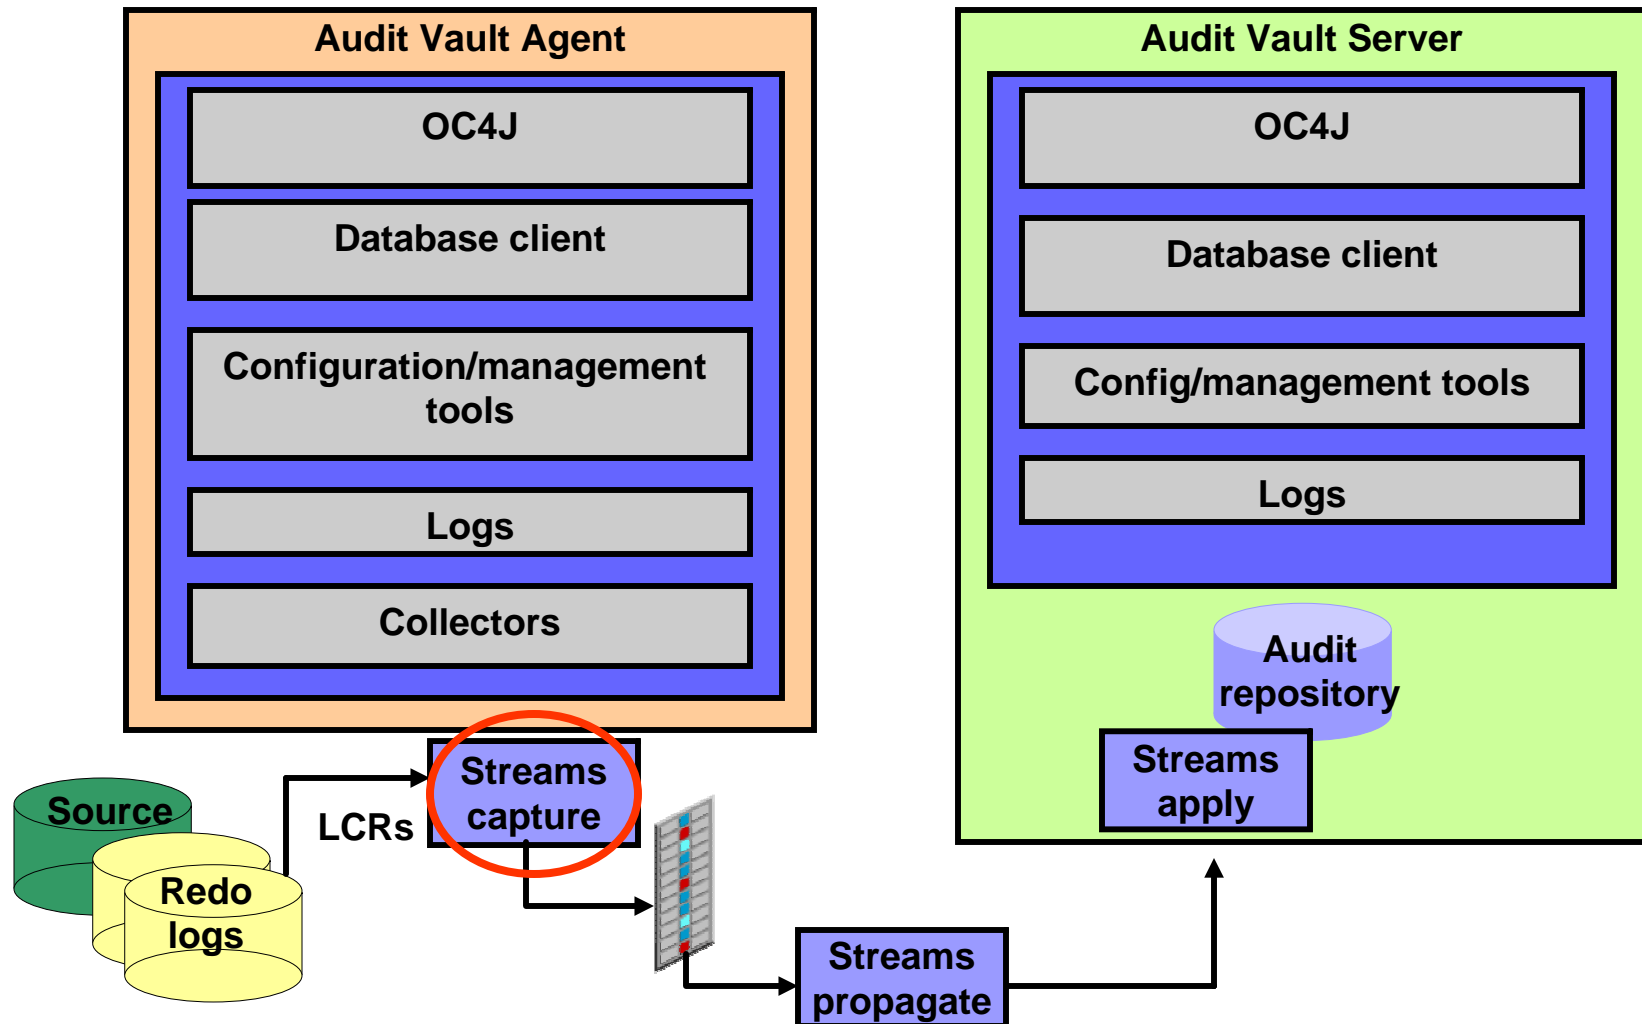 Audit Vault Agent
OC4J
Database client
Configuration/management
tools
Logs
Collectors
Audit Vault Server
OC4J
Database client
Config/management tools
Logs
Audit
repository
Streams
apply
Streams
capture
LCRs
Source
Redo
logs
Streams
propagate